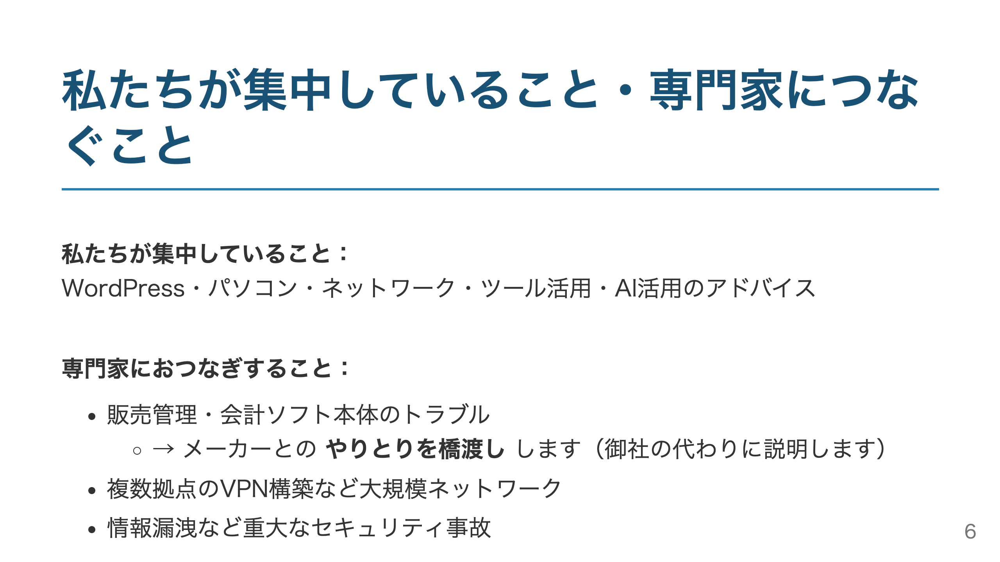 私たちが集中していること・専門家につな
ぐこと
私たちが集中していること：
WordPress・パソコン・ネットワーク・ツール活用・AI活用のアドバイス
専門家におつなぎすること：
• 販売管理・会計ソフト本体のトラブル
◦ → メーカーとの やりとりを橋渡し します（御社の代わりに説明します）
• 複数拠点のVPN構築など大規模ネットワーク
• 情報漏洩など重大なセキュリティ事故
6